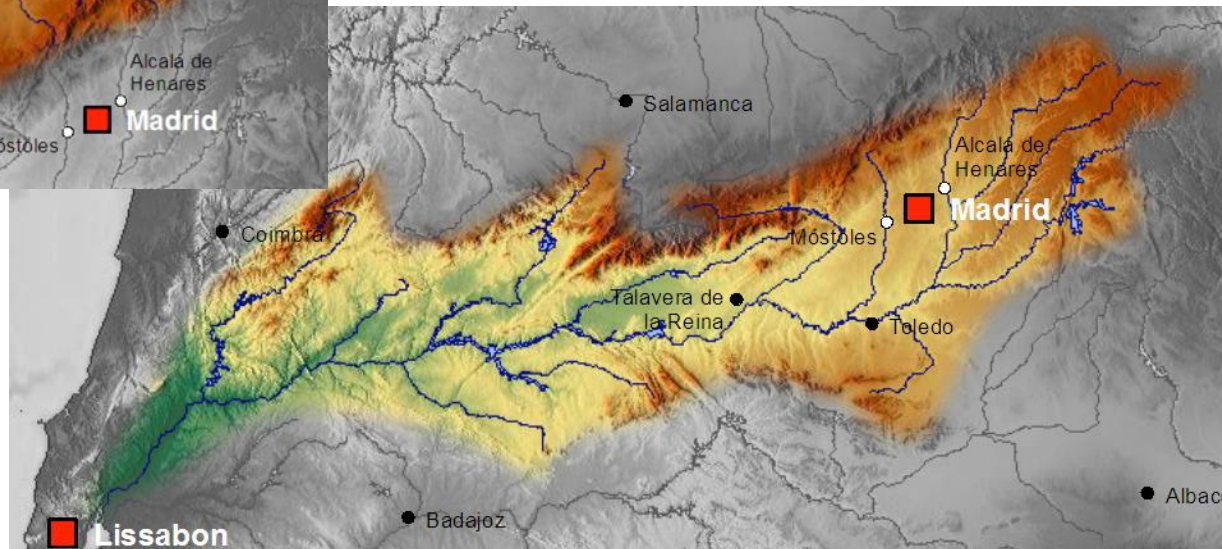 Alcalá de
Henares
Madrid
óstoles
Salamanca
Alcalá de
Henares
Madrid
Coimbra
Móstoles
Talavera de
la Reina
Toledo
Badajoz
Albac
Lissabon